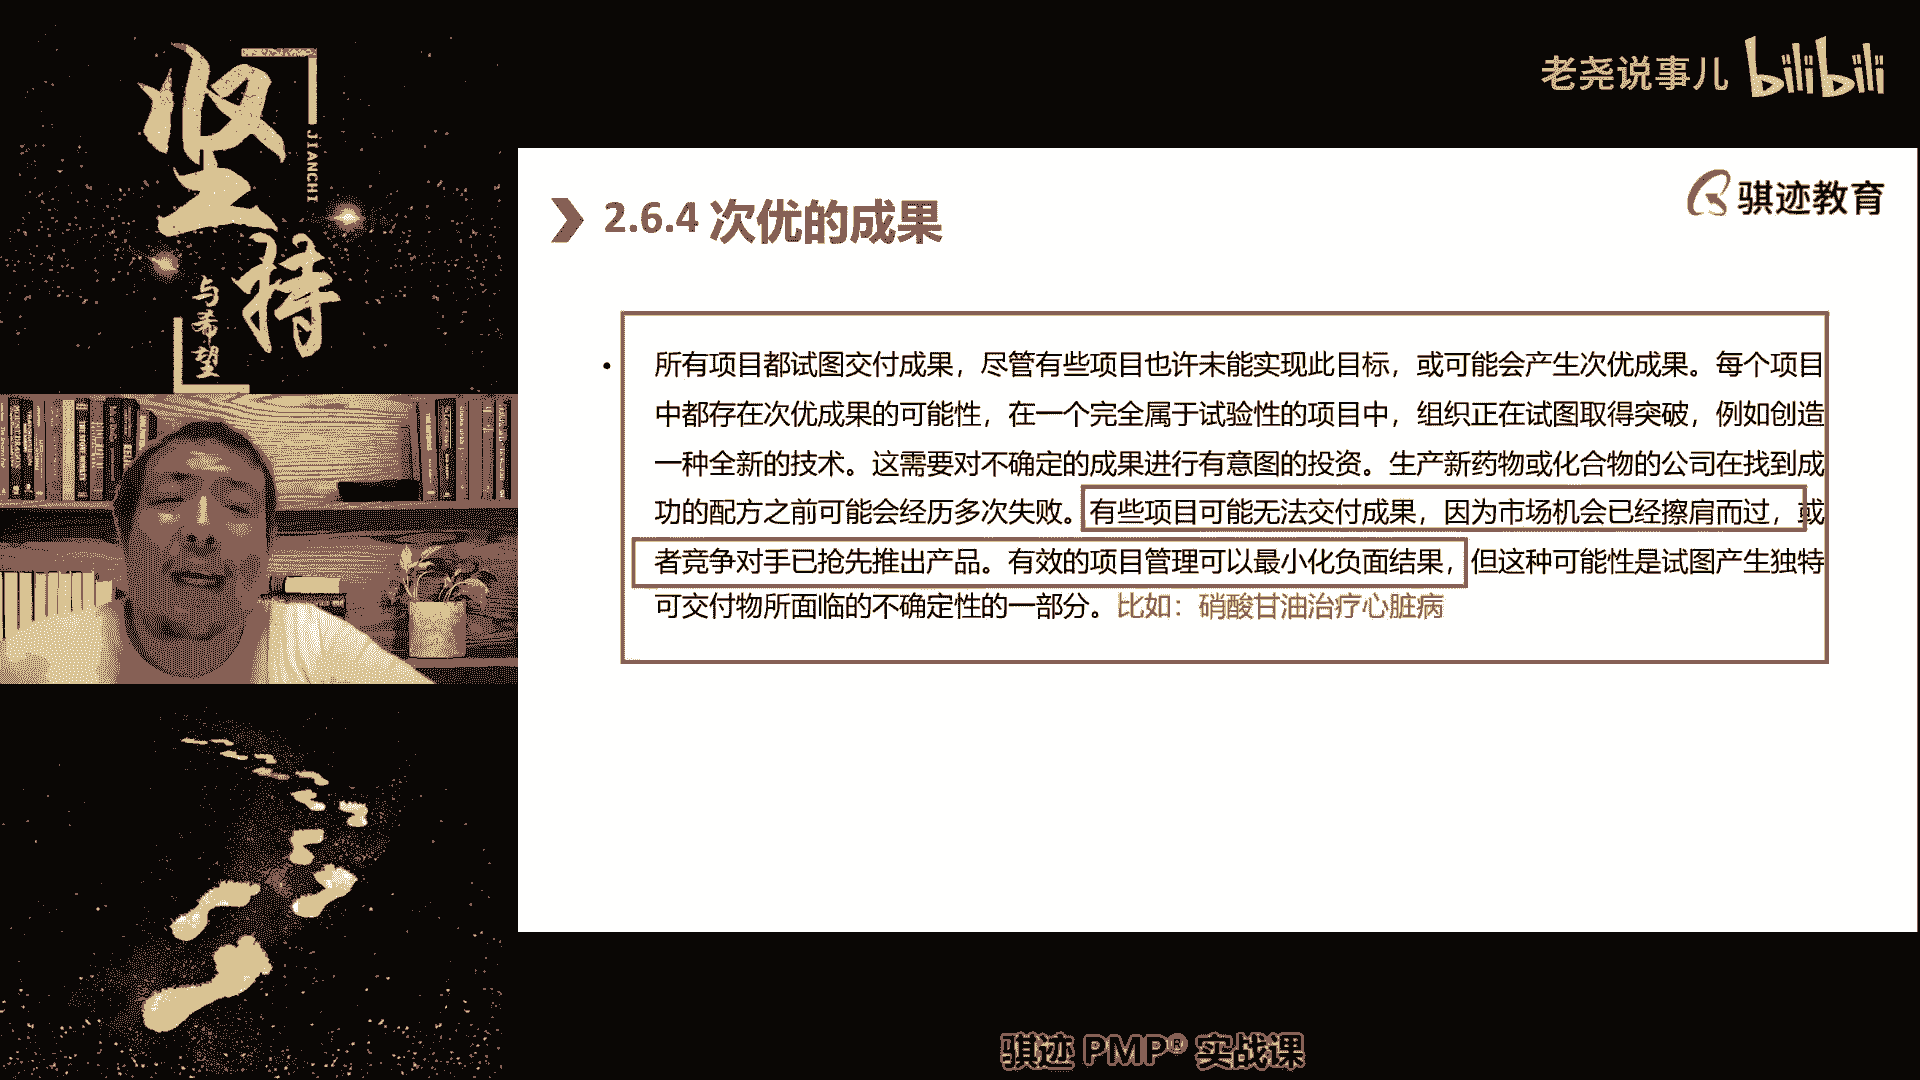 坚持
JIANCHI
与希望
老尧说事儿 bilibili
骐迹教育
2.6.4 次优的成果
• 所有项目都试图交付成果，尽管有些项目也许未能实现此目标，或可能会产生次优成果。每个项目
中都存在次优成果的可能性，在一个完全属于试验性的项目中，组织正在试图取得突破，例如创造
一种全新的技术。这需要对不确定的成果进行有意图的投资。生产新药物或化合物的公司在找到成
功的配方之前可能会经历多次失败。有些项目可能无法交付成果，因为市场机会已经擦肩而过，或
者竞争对手已抢先推出产品。有效的项目管理可以最小化负面结果，但这种可能性是试图产生独特
可交付物所面临的不确定性的一部分。比如：硝酸甘油治疗心脏病
骐迹 PMP® 实战课